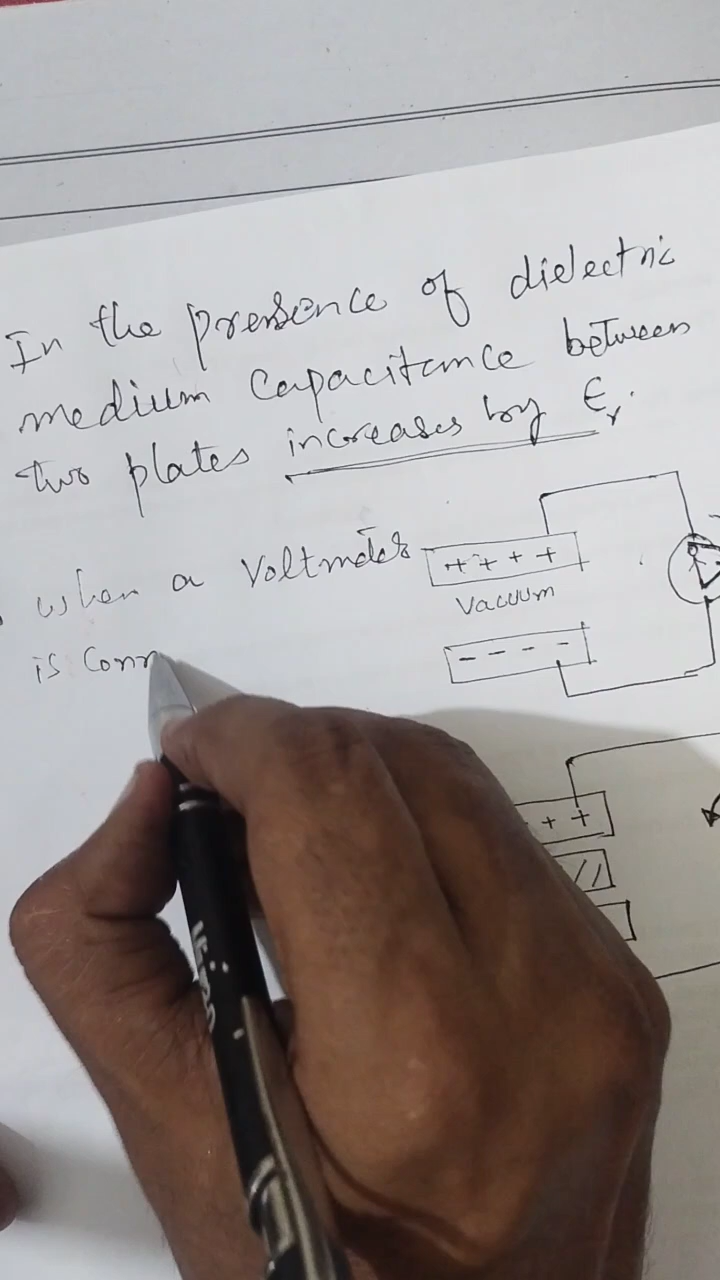 In the presence of dielectric
medium Capacitance between
two plates increases by ϵr.
when a Voltmeter
is Conn
+ + + +
Vacuum
- - - -
+ +